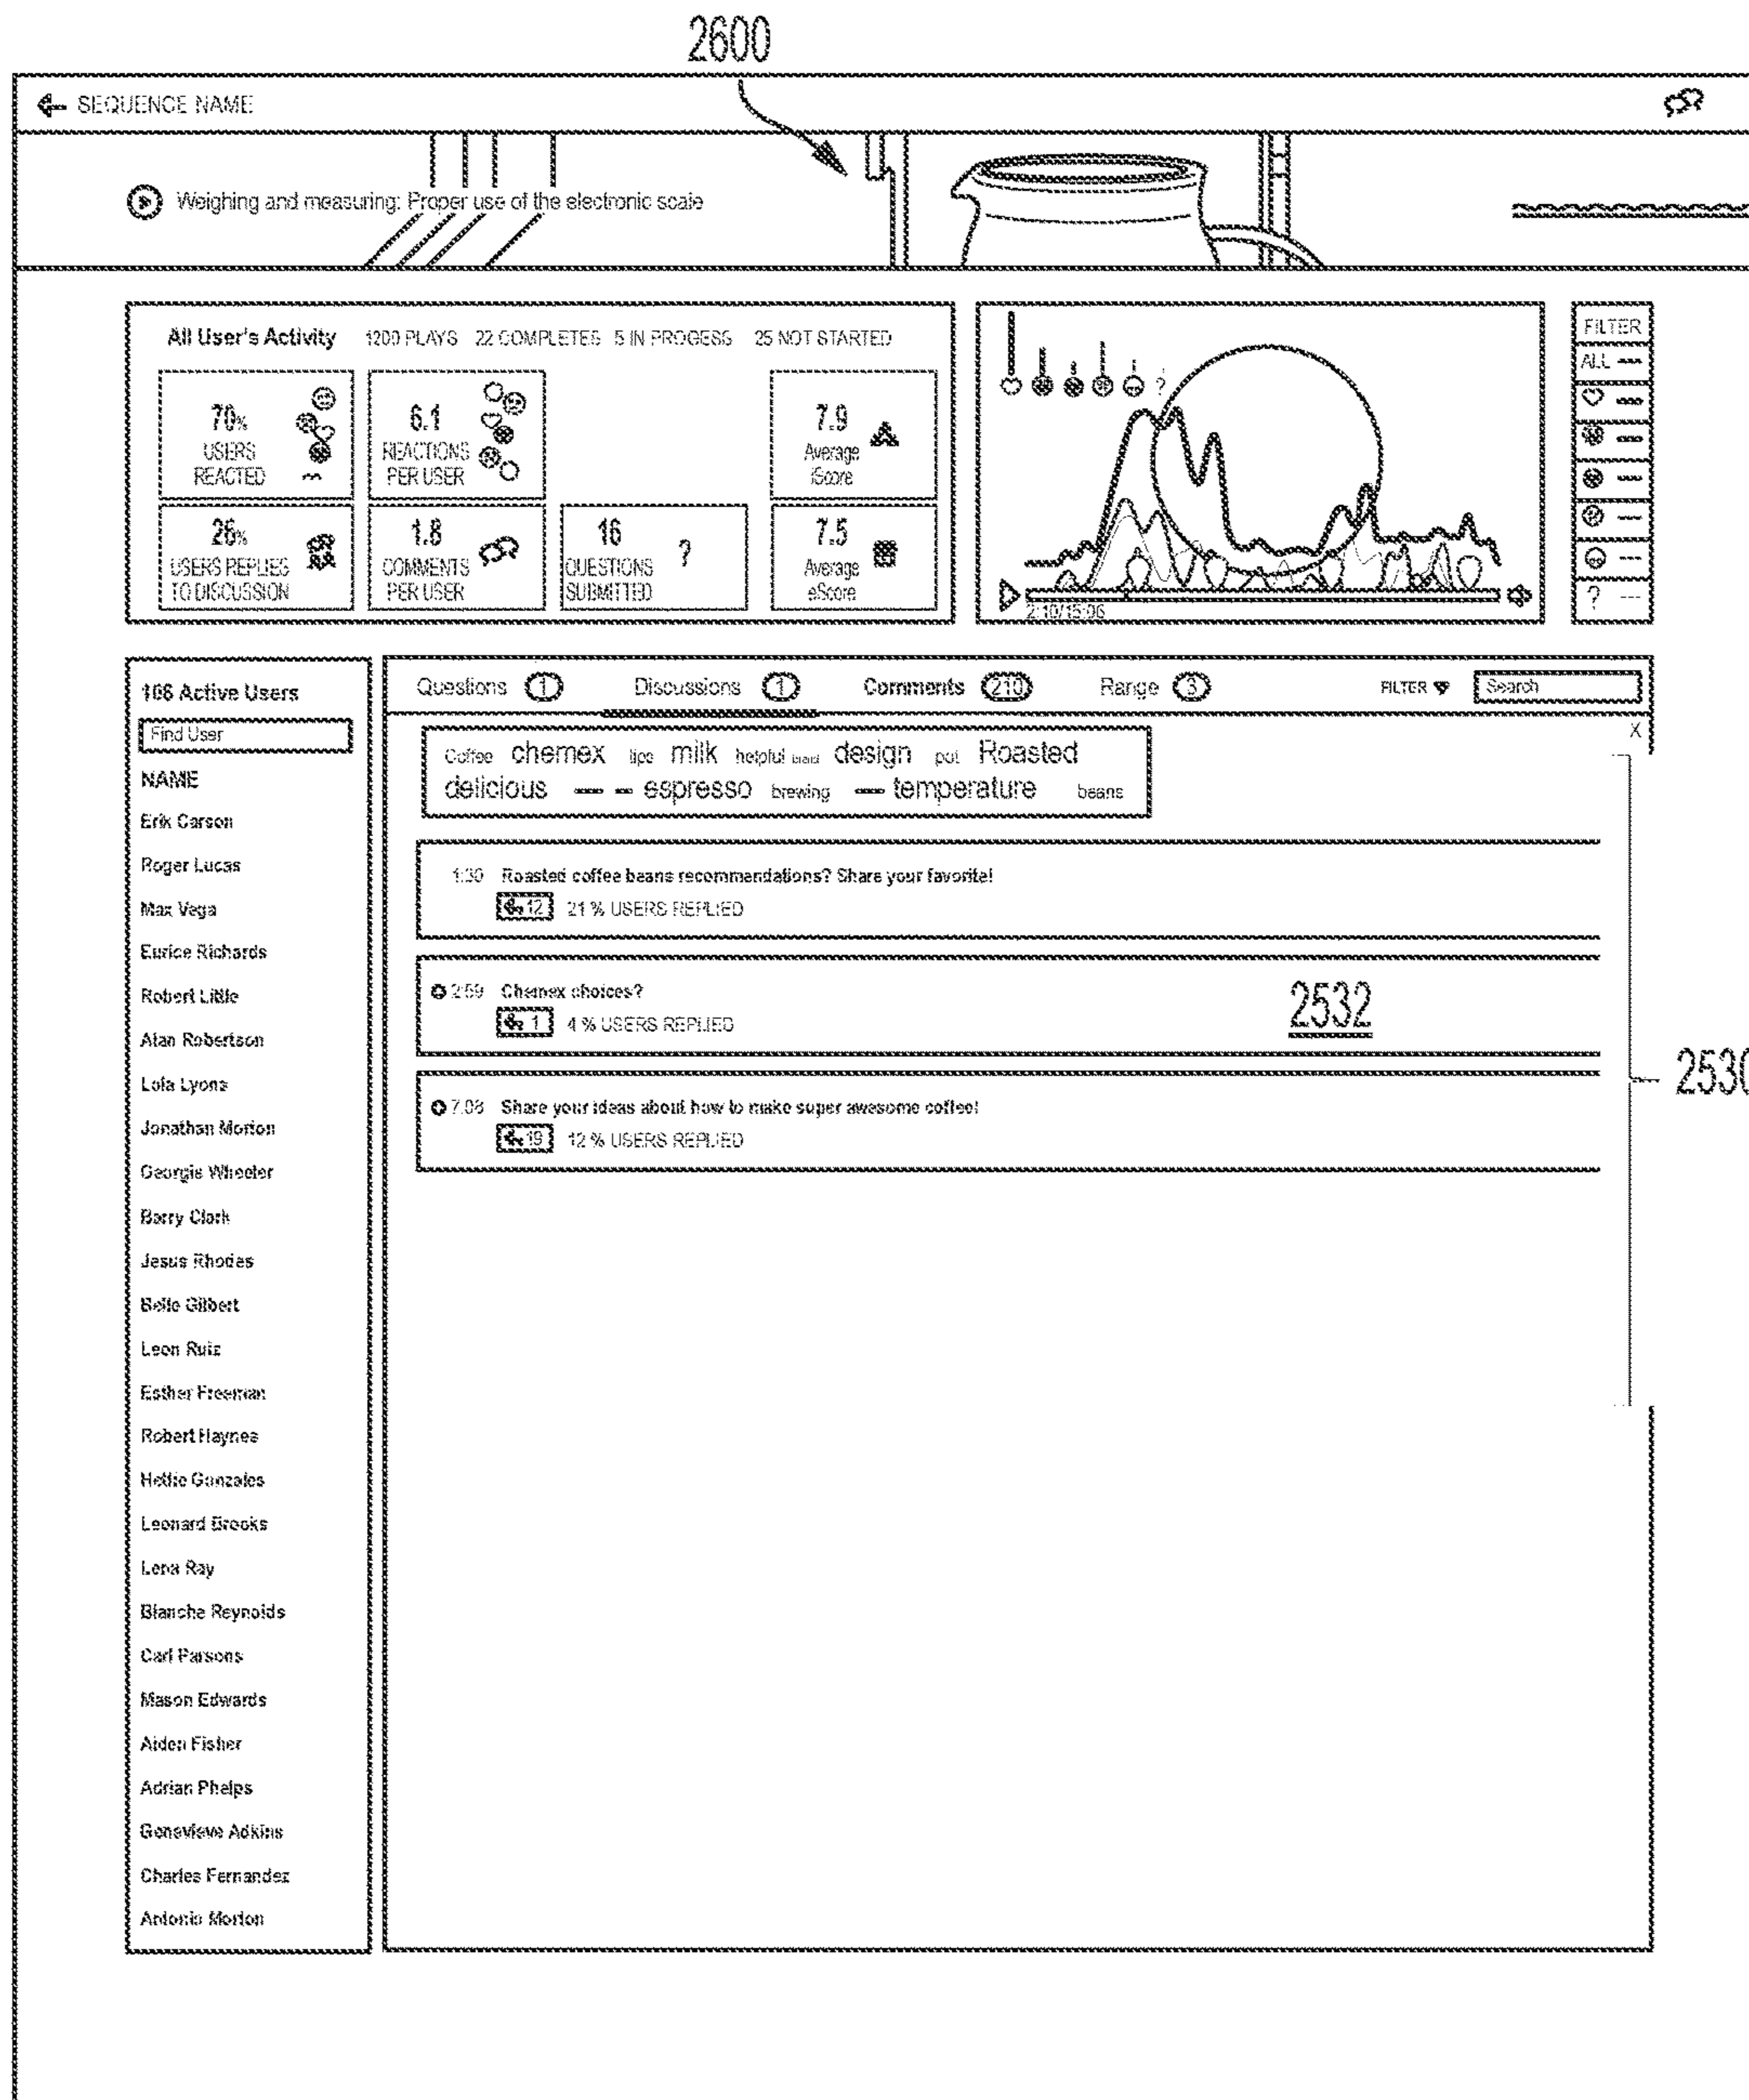 2600
SEQUENCE NAME
Weighing and measuring: Proper use of the electronic scale
All User's Activity 1200 PLAYS 22 COMPLETES 5 IN PROGESS 25 NOT STARTED
70% USERS REACTED
6.1 REACTIONS PER USER
7.9 Average iScore
26% USERS REPLIES TO DISCUSSION
1.8 COMMENTS PER USER
16 QUESTIONS SUBMITTED ?
7.5 Average eScore
?
2:10/15:06
FILTER
ALL
?
Active Users
Find User
NAME
Erik Carson
Roger Lucas
Max Vega
Eurice Richards
Robert Little
Alan Robertson
Lola Lyons
Jonathan Morton
Georgie Wheeler
Barry Clark
Jesus Rhodes
Belle Gilbert
Leon Ruiz
Esther Freeman
Robert Haynes
Hettie Gonzales
Leonard Brooks
Lena Ray
Blanche Reynolds
Carl Parsons
Mason Edwards
Aiden Fisher
Adrian Phelps
Genevieve Adkins
Charles Fernandez
Antonio Morton
Questions 1 Discussions 1 Comments 210 Range 3 FILTER Search
X
Coffee chemex tips milk helpful design pot Roasted
delicious espresso brewing temperature beans
1:30 Roasted coffee beans recommendations? Share your favorite!
12 21 % USERS REPLIED
2:59 Chemex choices?
1 4 % USERS REPLIED
2532
7:08 Share your ideas about how to make super awesome coffee!
19 12 % USERS REPLIED
2530